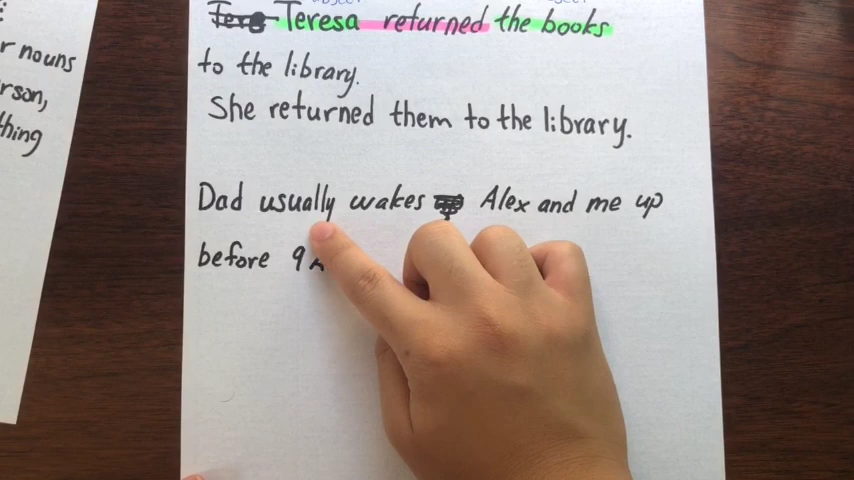 r nouns
rson,
thing
Teresa returned the books
to the library.
She returned them to the library.
Dad usually wakes Alex and me up
before 9